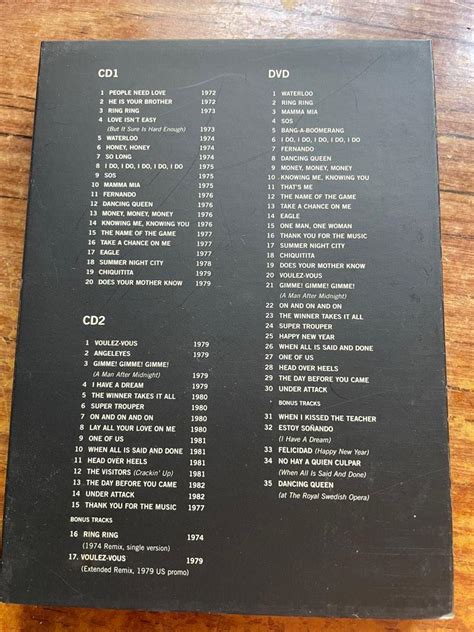 CD1
1 PEOPLE NEED LOVE 1972
2 HE IS YOUR BROTHER 1972
3 RING RING 1973
4 LOVE ISN'T EASY
(But It Sure Is Hard Enough) 1973
5 WATERLOO 1974
6 HONEY, HONEY 1974
7 SO LONG 1974
8 I DO, I DO, I DO, I DO, I DO 1975
9 SOS 1975
10 MAMMA MIA 1975
11 FERNANDO 1976
12 DANCING QUEEN 1976
13 MONEY, MONEY, MONEY 1976
14 KNOWING ME, KNOWING YOU 1976
15 THE NAME OF THE GAME 1977
16 TAKE A CHANCE ON ME 1977
17 EAGLE 1977
18 SUMMER NIGHT CITY 1978
19 CHIQUITITA 1979
20 DOES YOUR MOTHER KNOW 1979
CD2
1 VOULEZ-VOUS 1979
2 ANGELEYES 1979
3 GIMME! GIMME! GIMME!
(A Man After Midnight) 1979
4 I HAVE A DREAM 1979
5 THE WINNER TAKES IT ALL 1980
6 SUPER TROUPER 1980
7 ON AND ON AND ON 1980
8 LAY ALL YOUR LOVE ON ME 1980
9 ONE OF US 1981
10 WHEN ALL IS SAID AND DONE 1981
11 HEAD OVER HEELS 1981
12 THE VISITORS (Crackin' Up) 1981
13 THE DAY BEFORE YOU CAME 1982
14 UNDER ATTACK 1982
15 THANK YOU FOR THE MUSIC 1977
BONUS TRACKS
16 RING RING 1974
(1974 Remix, single version)
17. VOULEZ-VOUS 1979
(Extended Remix, 1979 US promo)
DVD
1 WATERLOO
2 RING RING
3 MAMMA MIA
4 SOS
5 BANG-A-BOOMERANG
6 I DO, I DO, I DO, I DO, I DO
7 FERNANDO
8 DANCING QUEEN
9 MONEY, MONEY, MONEY
10 KNOWING ME, KNOWING YOU
11 THAT'S ME
12 THE NAME OF THE GAME
13 TAKE A CHANCE ON ME
14 EAGLE
15 ONE MAN, ONE WOMAN
16 THANK YOU FOR THE MUSIC
17 SUMMER NIGHT CITY
18 CHIQUITITA
19 DOES YOUR MOTHER KNOW
20 VOULEZ-VOUS
21 GIMME! GIMME! GIMME!
(A Man After Midnight)
22 ON AND ON AND ON
23 THE WINNER TAKES IT ALL
24 SUPER TROUPER
25 HAPPY NEW YEAR
26 WHEN ALL IS SAID AND DONE
27 ONE OF US
28 HEAD OVER HEELS
29 THE DAY BEFORE YOU CAME
30 UNDER ATTACK
BONUS TRACKS
31 WHEN I KISSED THE TEACHER
32 ESTOY SOÑANDO
(I Have A Dream)
33 FELICIDAD (Happy New Year)
34 NO HAY A QUIEN CULPAR
(When All Is Said And Done)
35 DANCING QUEEN
(at The Royal Swedish Opera)